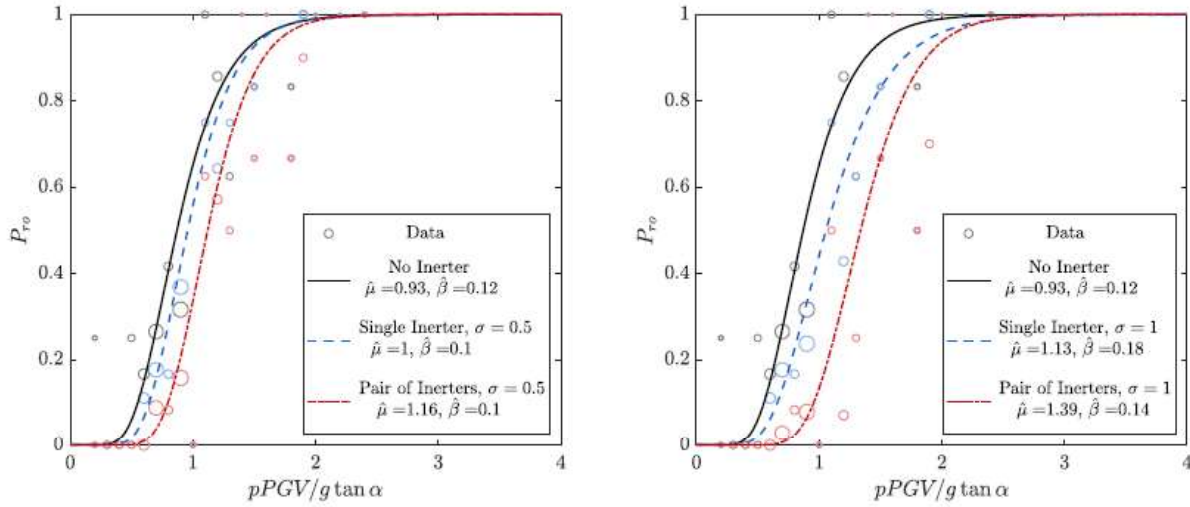 1
0.8
0.6
0.4
0.2
0
P_{ro}
Data
No Inerter
μ̂ =0.93, β̂ =0.12
Single Inerter, σ = 0.5
μ̂ =1, β̂ =0.1
Pair of Inerters, σ = 0.5
μ̂ =1.16, β̂ =0.1
0 1 2 3 4
pPGV/g tan α
1
0.8
0.6
0.4
0.2
0
P_{ro}
Data
No Inerter
μ̂ =0.93, β̂ =0.12
Single Inerter, σ = 1
μ̂ =1.13, β̂ =0.18
Pair of Inerters, σ = 1
μ̂ =1.39, β̂ =0.14
0 1 2 3 4
pPGV/g tan α